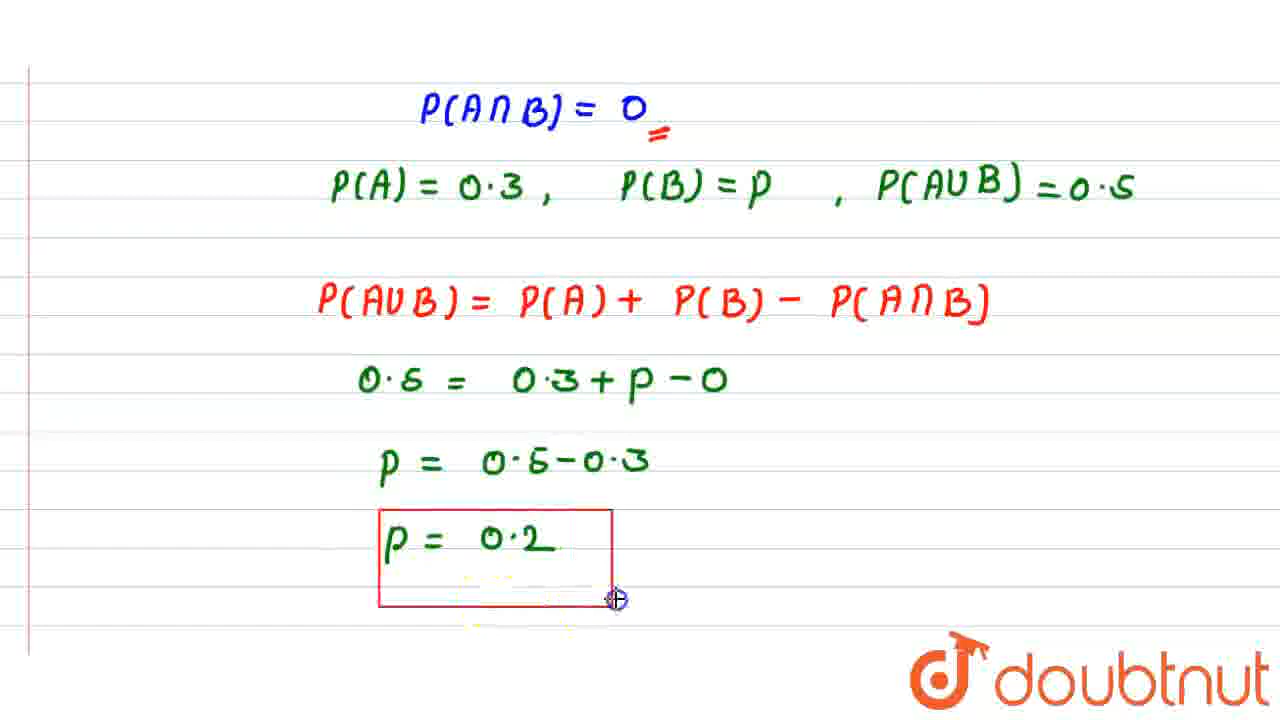 P(A∩B) = 0
P(A) = 0.3, P(B) = p, P(A∪B) = 0.5
P(A∪B) = P(A) + P(B) - P(A∩B)
0.5 = 0.3 + p - 0
p = 0.5 - 0.3
p = 0.2
doubtnut